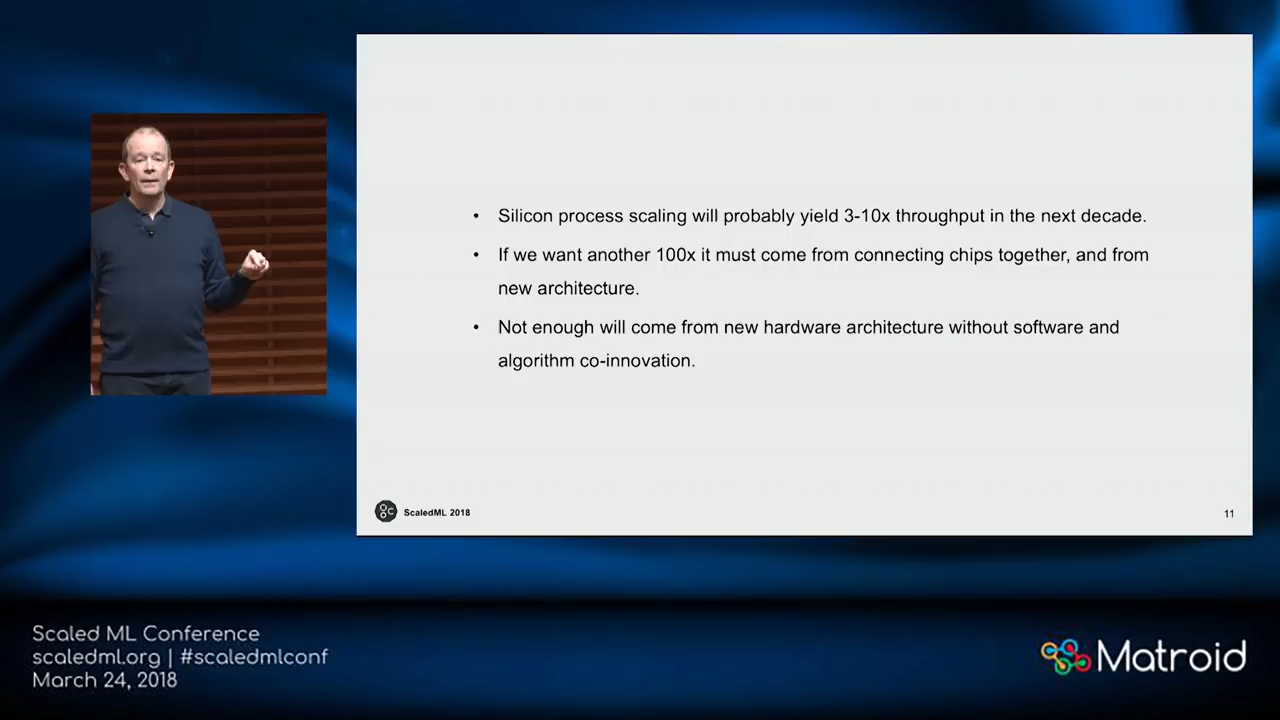 • Silicon process scaling will probably yield 3-10x throughput in the next decade.
• If we want another 100x it must come from connecting chips together, and from
new architecture.
• Not enough will come from new hardware architecture without software and
algorithm co-innovation.
ScaledML 2018
11
Scaled ML Conference
scaledml.org | #scaledmlconf
March 24, 2018
Matroid